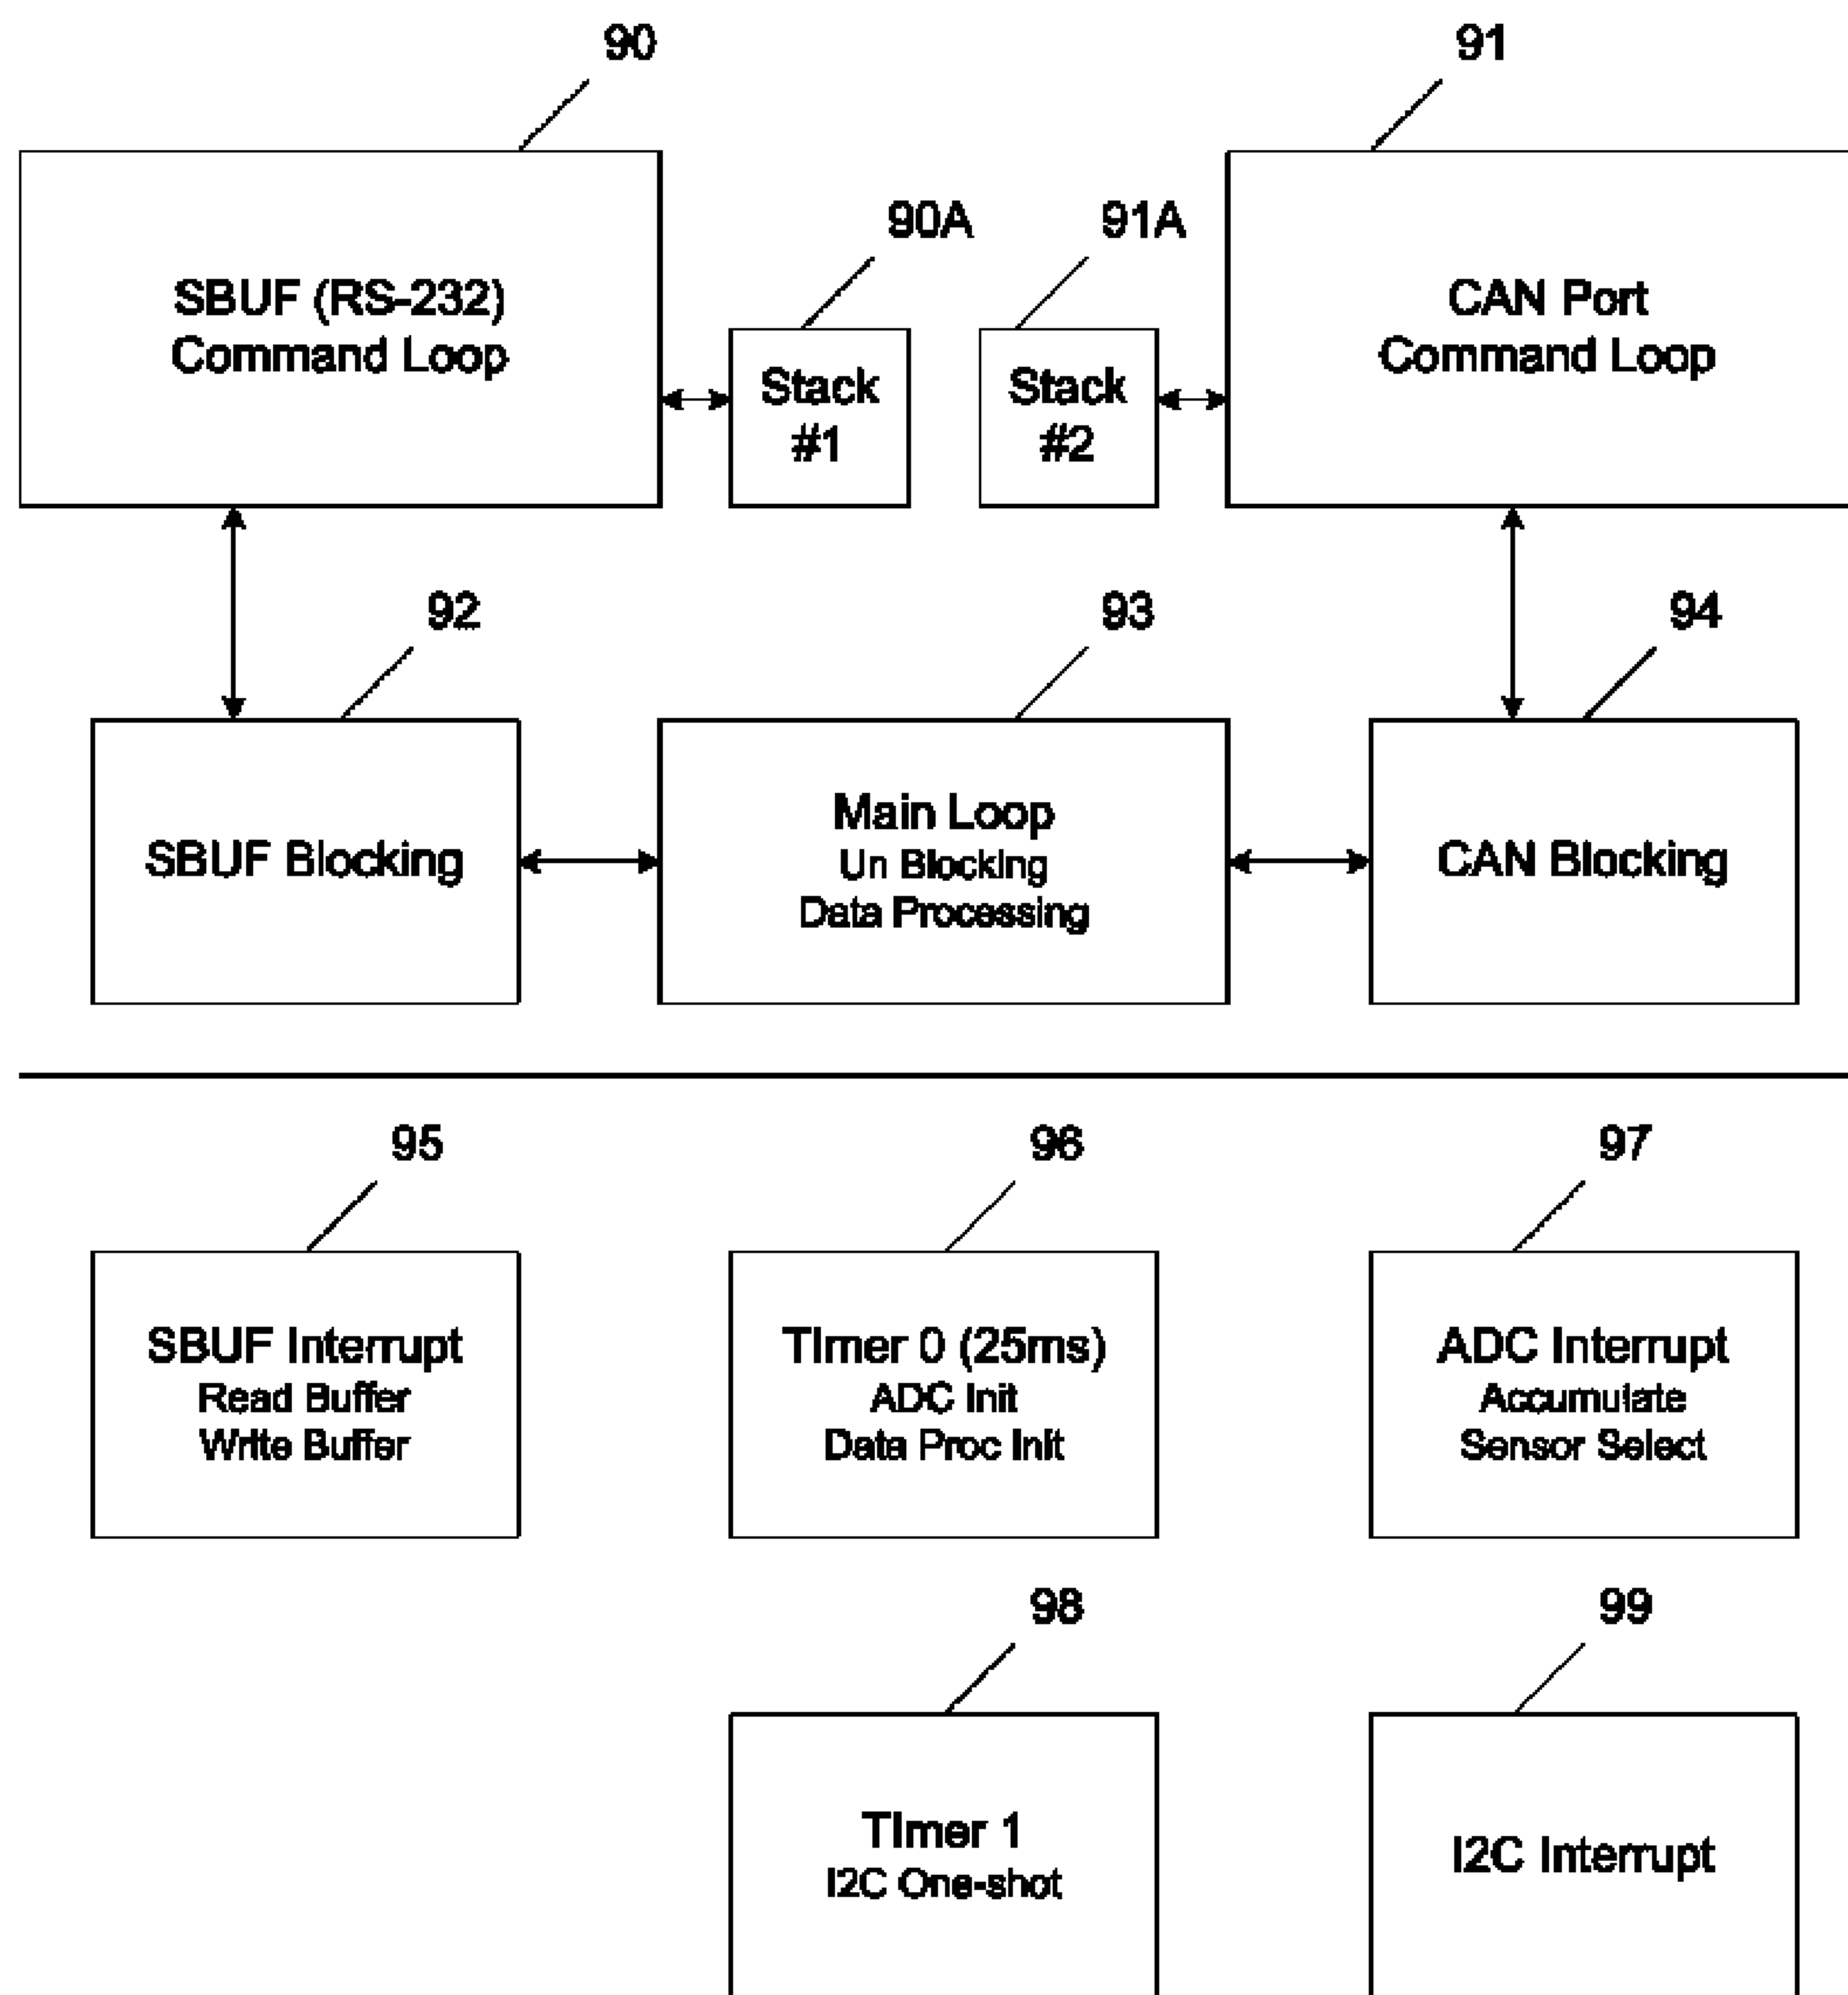 90
91
90A
91A
SBUF (RS-232)
Command Loop
Stack
#1
Stack
#2
CAN Port
Command Loop
92
93
94
SBUF Blocking
Main Loop
Un Blocking
Data Processing
CAN Blocking
95
96
97
SBUF Interrupt
Read Buffer
Write Buffer
Timer 0 (25ms)
ADC Init
Data Proc Init
ADC Interrupt
Accumulate
Sensor Select
98
99
Timer 1
I2C One-shot
I2C Interrupt